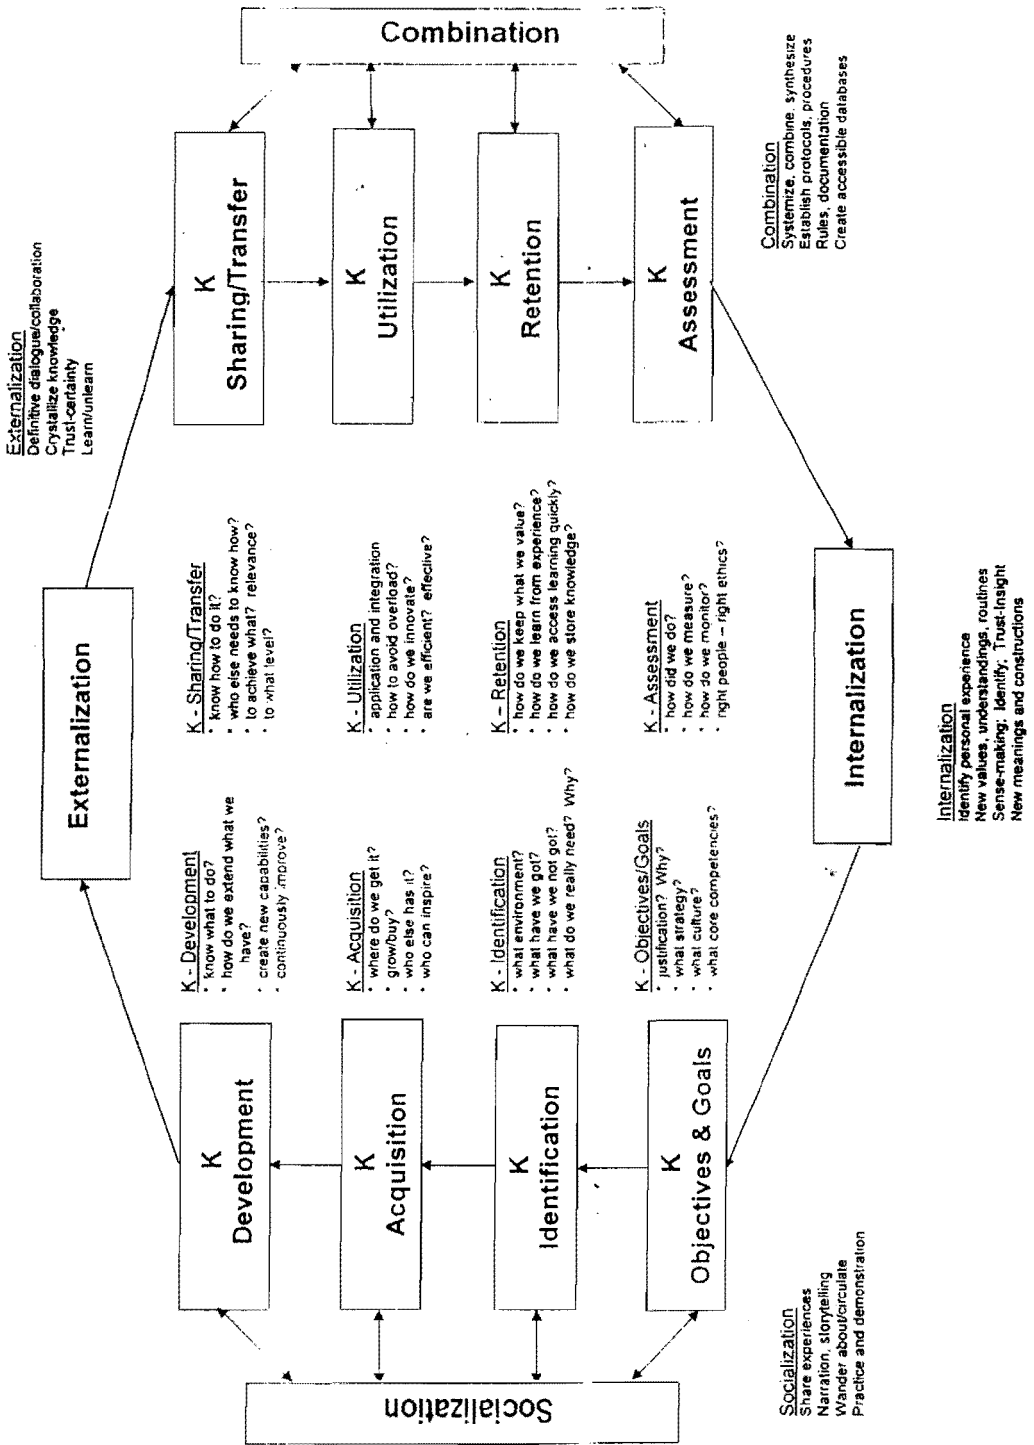 Externalization
Definitive dialogue/collaboration
Crystallize knowledge
Trust-certainty
Learn/unlearn
Externalization
Socialization
K
Development
K
Acquisition
K
Identification
K
Objectives & Goals
K - Development
• know what to do?
• how do we extend what we
have?
• create new capabilities?
• continuously improve?
K - Acquisition
• where do we get it?
• grow/buy?
• who else has it?
• who can inspire?
K - Identification
• what environment?
• what have we got?
• what have we not got?
• what do we really need? Why?
K - Objectives/Goals
• justification? Why?
• what strategy?
• what culture?
• what core competencies?
K - Sharing/Transfer
• know how to do it?
• who else needs to know how?
• to achieve what? relevance?
• to what level?
K - Utilization
• application and integration
• how to avoid overload?
• how do we innovate?
• are we efficient? effective?
K – Retention
• how do we keep what we value?
• how do we learn from experience?
• how do we access learning quickly?
• how do we store knowledge?
K - Assessment
• how did we do?
• how do we measure?
• how do we monitor?
• right people – right ethics?
K
Sharing/Transfer
K
Utilization
K
Retention
K
Assessment
Combination
Internalization
Socialization
Share experiences
Narration, storytelling
Wander about/circulate
Practice and demonstration
Internalization
Identify personal experience
New values, understandings, routines
Sense-making; Identify; Trust-Insight
New meanings and constructions
Combination
Systemize, combine, synthesize
Establish protocols, procedures
Rules, documentation
Create accessible databases